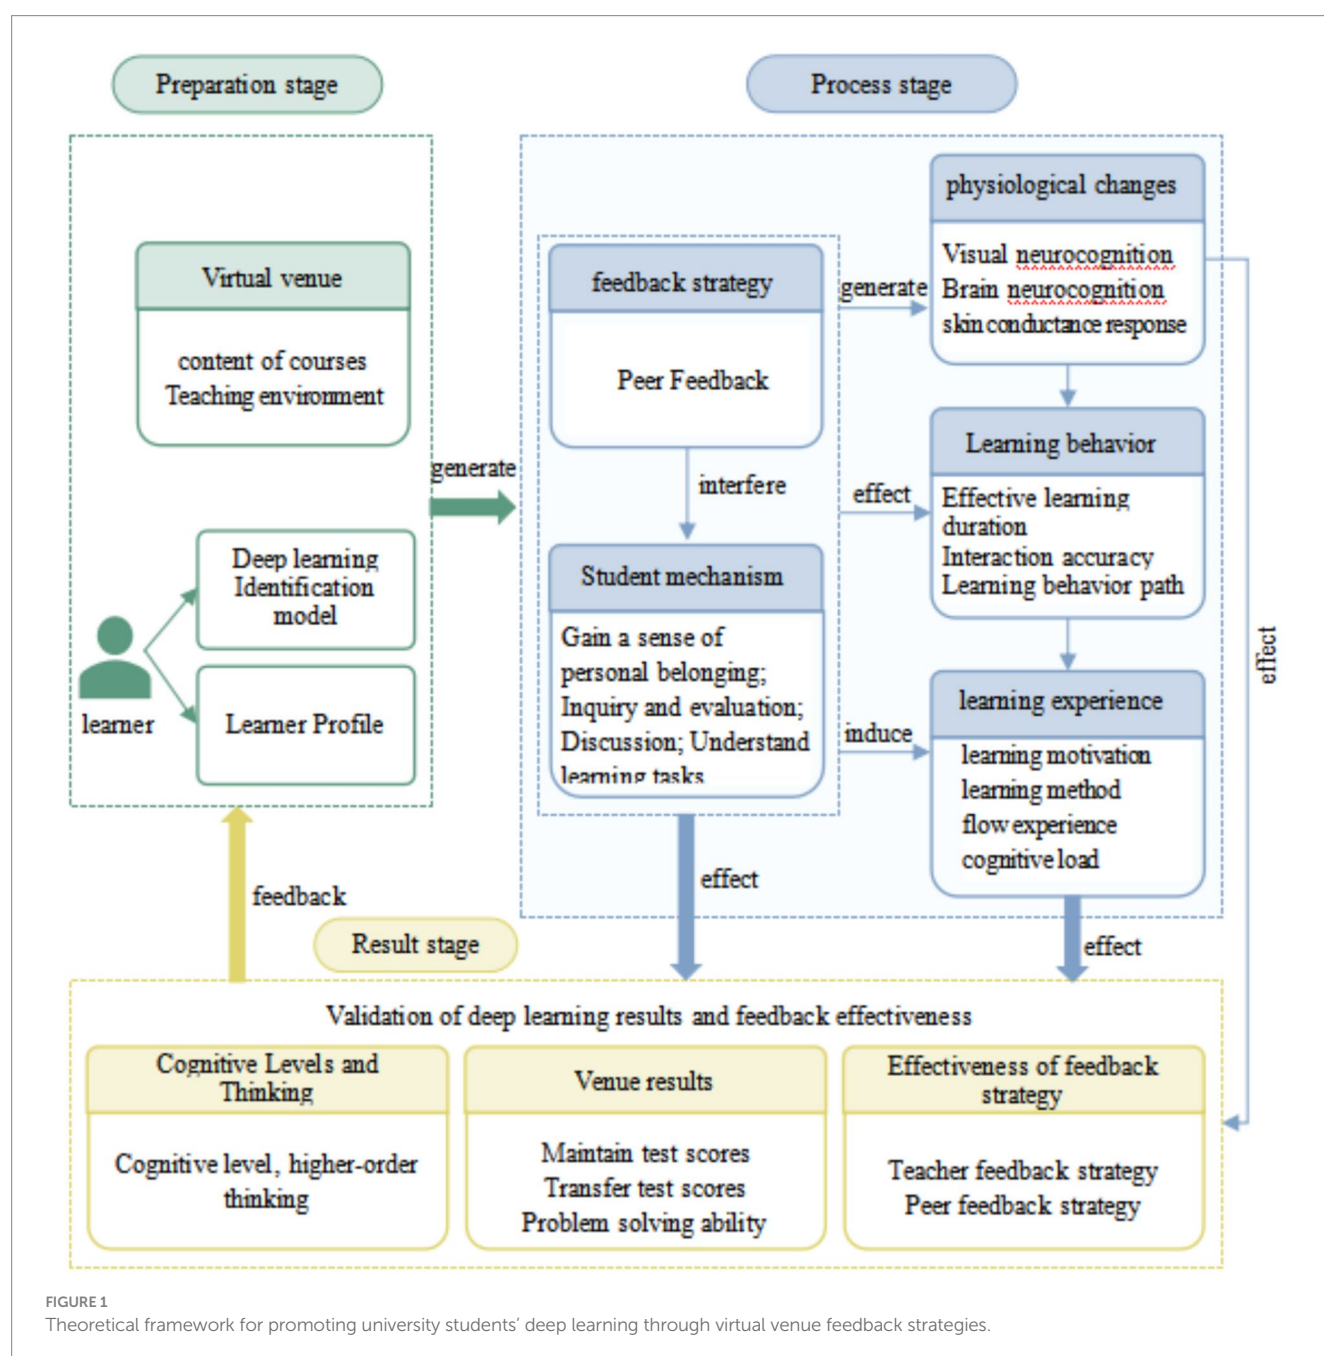 Preparation stage
Process stage
Virtual venue
content of courses
Teaching environment
Deep learning
Identification
model
learner
Learner Profile
generate
feedback strategy
Peer Feedback
interfere
Student mechanism
Gain a sense of
personal belonging;
Inquiry and evaluation;
Discussion; Understand
learning tasks
generate
effect
induce
physiological changes
Visual neurocognition
Brain neurocognition
skin conductance response
Learning behavior
Effective learning
duration
Interaction accuracy
Learning behavior path
learning experience
learning motivation
learning method
flow experience
cognitive load
effect
feedback
effect
effect
Result stage
Validation of deep learning results and feedback effectiveness
Cognitive Levels and
Thinking
Cognitive level, higher-order
thinking
Venue results
Maintain test scores
Transfer test scores
Problem solving ability
Effectiveness of feedback
strategy
Teacher feedback strategy
Peer feedback strategy
FIGURE 1
Theoretical framework for promoting university students' deep learning through virtual venue feedback strategies.